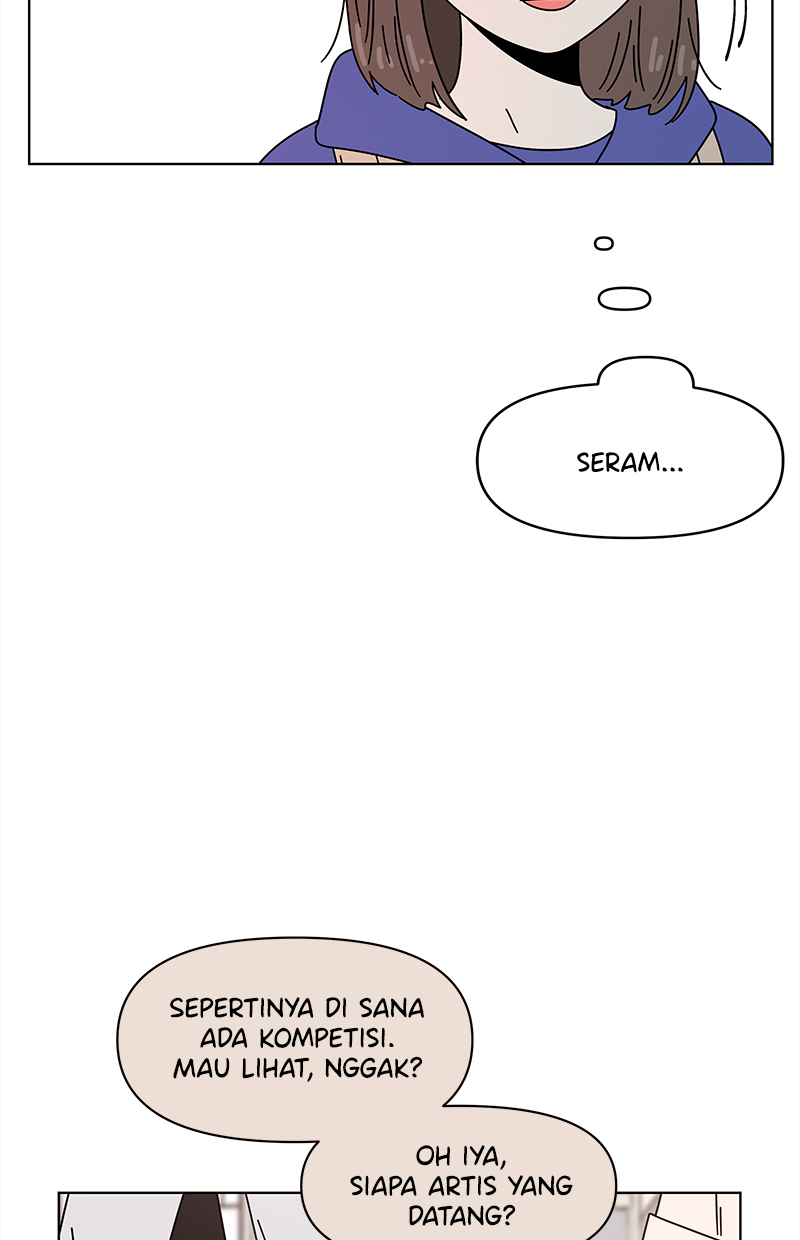 SERAM...
SEPERTINYA DI SANA
ADA KOMPETISI.
MAU LIHAT, NGGAK?
OH IYA,
SIAPA ARTIS YANG
DATANG?